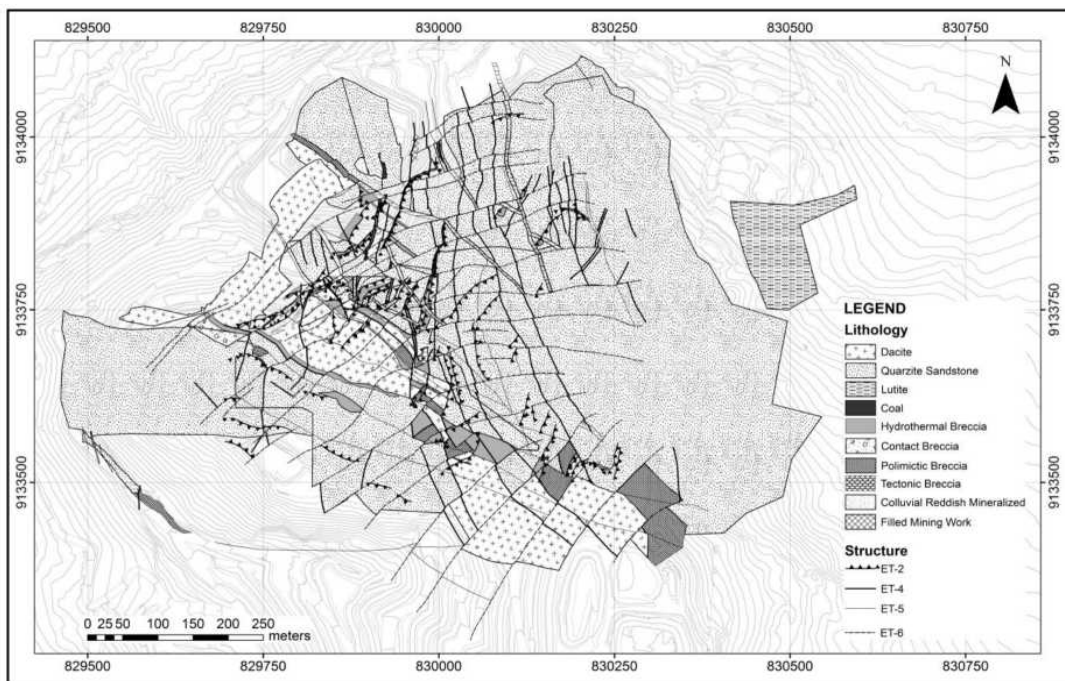 829500 829750 830000 830250 830500 830750
N
9134000 9134000
9133750 9133750
9133500 9133500
LEGEND
Lithology
Dacite
Quarzite Sandstone
Lutite
Coal
Hydrothermal Breccia
Contact Breccia
Polimictic Breccia
Tectonic Breccia
Colluvial Reddish Mineralized
Filled Mining Work
Structure
ET-2
ET-4
ET-5
ET-6
0 25 50 100 150 200 250 meters
829500 829750 830000 830250 830500 830750